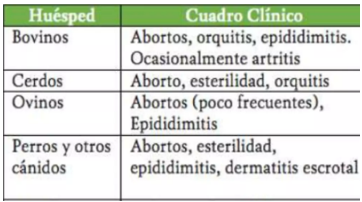 Huésped Cuadro Clínico
Bovinos Abortos, orquitis, epididimitis.
Ocasionalmente artritis
Cerdos Aborto, esterilidad, orquitis
Ovinos Abortos (poco frecuentes),
Epididimitis
Perros y otros Abortos, esterilidad,
cánidos epididimitis, dermatitis escrotal